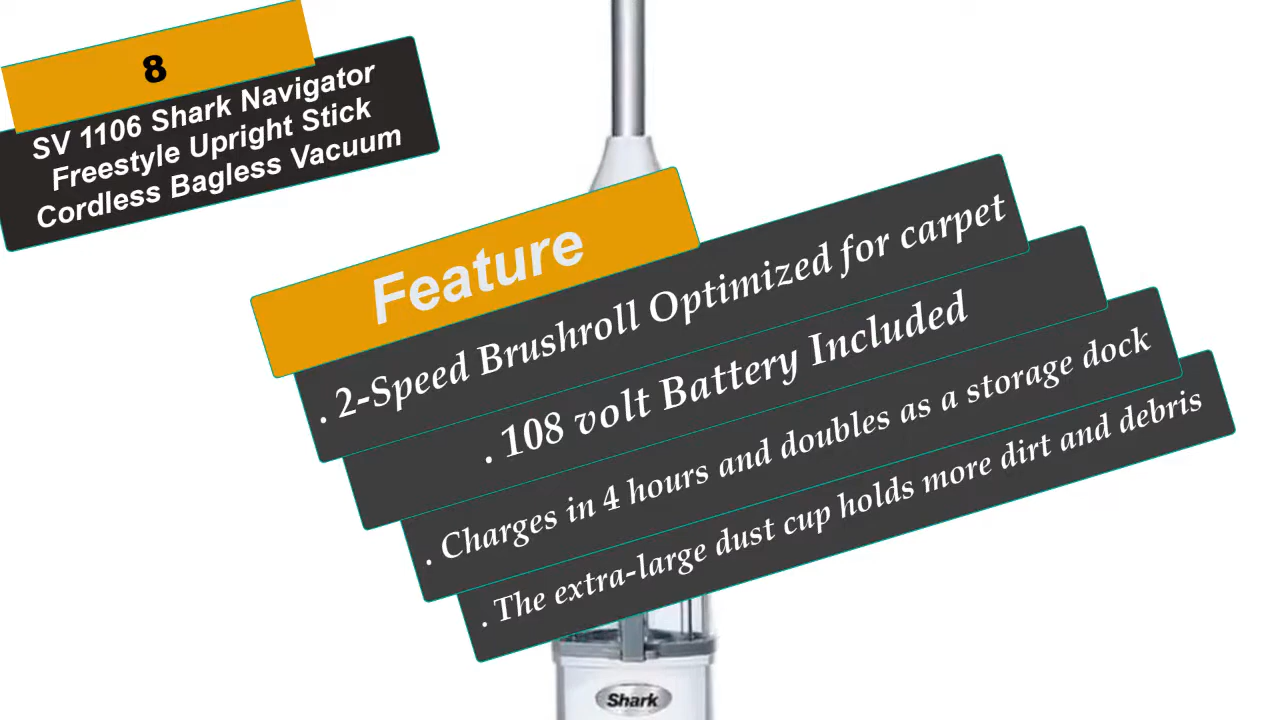 8
SV 1106 Shark Navigator
Freestyle Upright Stick
Cordless Bagless Vacuum
Feature
. 2-Speed Brushroll Optimized for carpet
. 108 volt Battery Included
. Charges in 4 hours and doubles as a storage dock
. The extra-large dust cup holds more dirt and debris
Shark